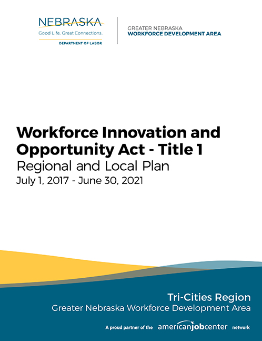 NEBRASKA
Good Life. Great Connections.
DEPARTMENT OF LABOR
GREATER NEBRASKA
WORKFORCE DEVELOPMENT AREA
Workforce Innovation and
Opportunity Act - Title 1
Regional and Local Plan
July 1, 2017 - June 30, 2021
Tri-Cities Region
Greater Nebraska Workforce Development Area
A proud partner of the americanjobcenter network